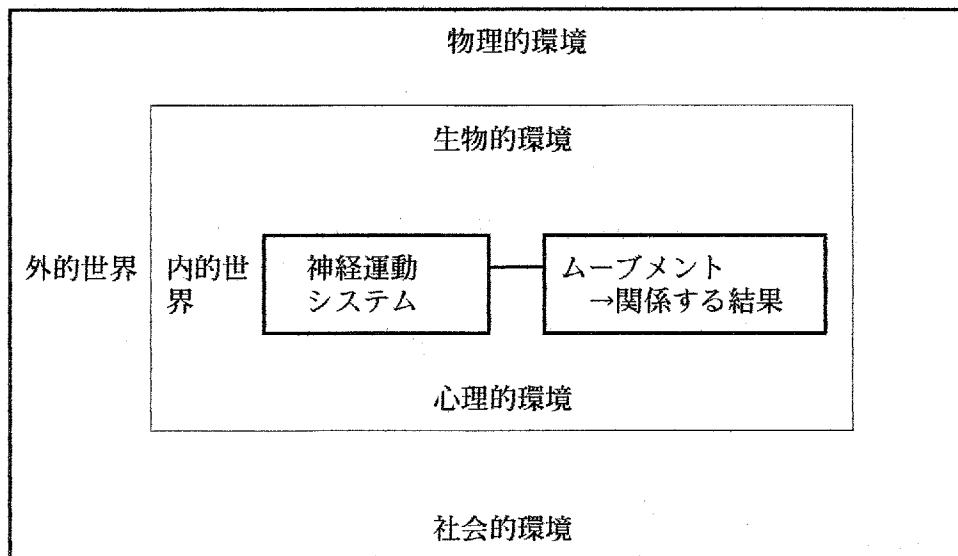 物理的環境
生物的環境
外的世界
内的世
界
神経運動
システム
ムーブメント
→関係する結果
心理的環境
社会的環境